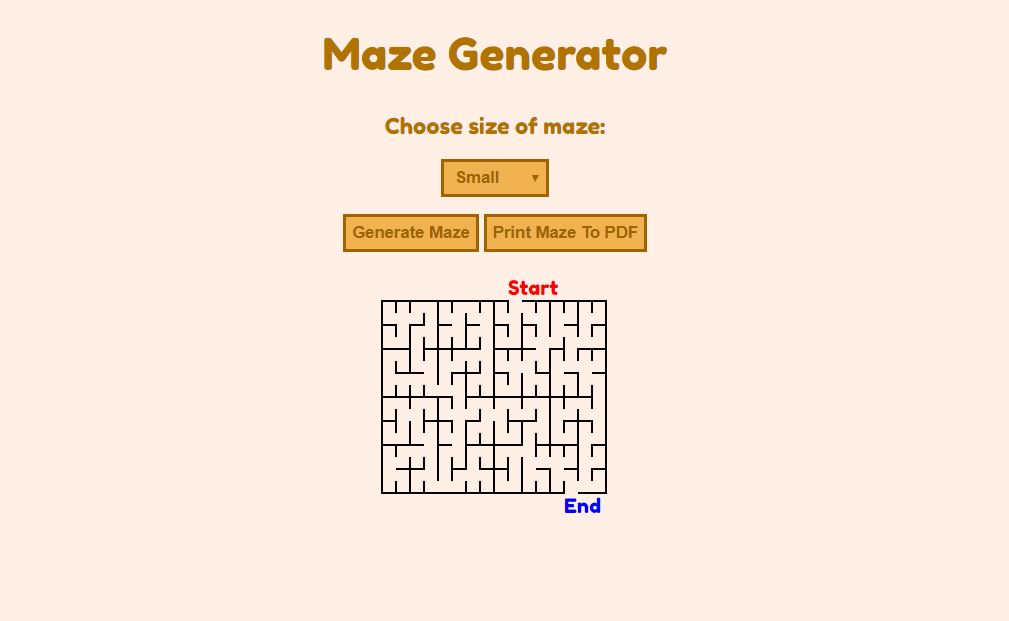 Maze Generator
Choose size of maze:
Small
Generate Maze Print Maze To PDF
Start
End